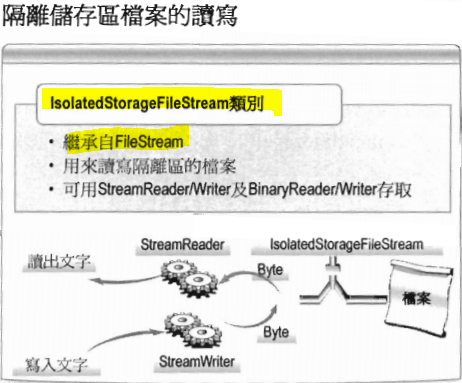 隔離儲存區檔案的讀寫
IsolatedStorageFileStream類別
• 繼承自FileStream
• 用來讀寫隔離區的檔案
• 可用StreamReader/Writer及BinaryReader/Writer存取
StreamReader
IsolatedStorageFileStream
讀出文字
Byte
檔案
Byte
寫入文字
StreamWriter